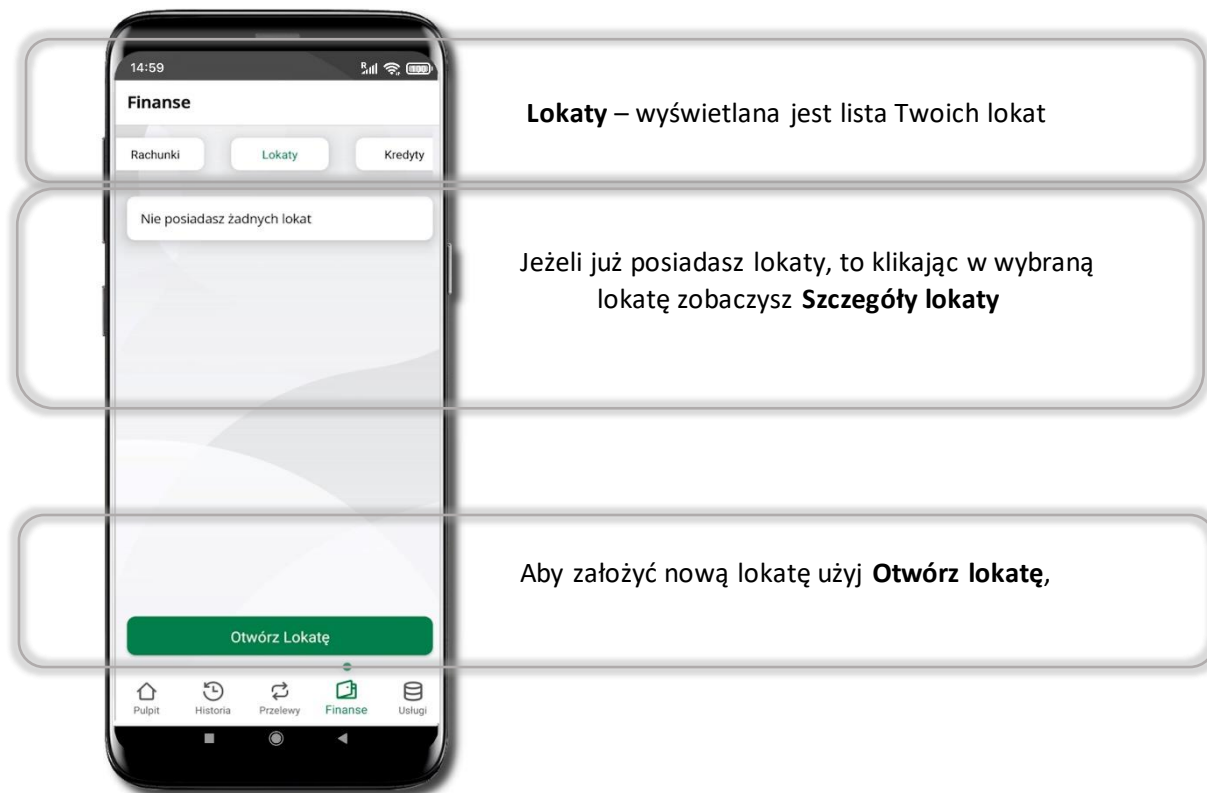 14:59
R
100
Finanse
Rachunki
Lokaty
Kredyty
Nie posiadasz żadnych lokat
Otwórz Lokatę
Pulpit
Historia
Przelewy
Finanse
Usługi
Lokaty – wyświetlana jest lista Twoich lokat
Jeżeli już posiadasz lokaty, to klikając w wybraną
lokatę zobaczysz Szczegóły lokaty
Aby założyć nową lokatę użyj Otwórz lokatę,